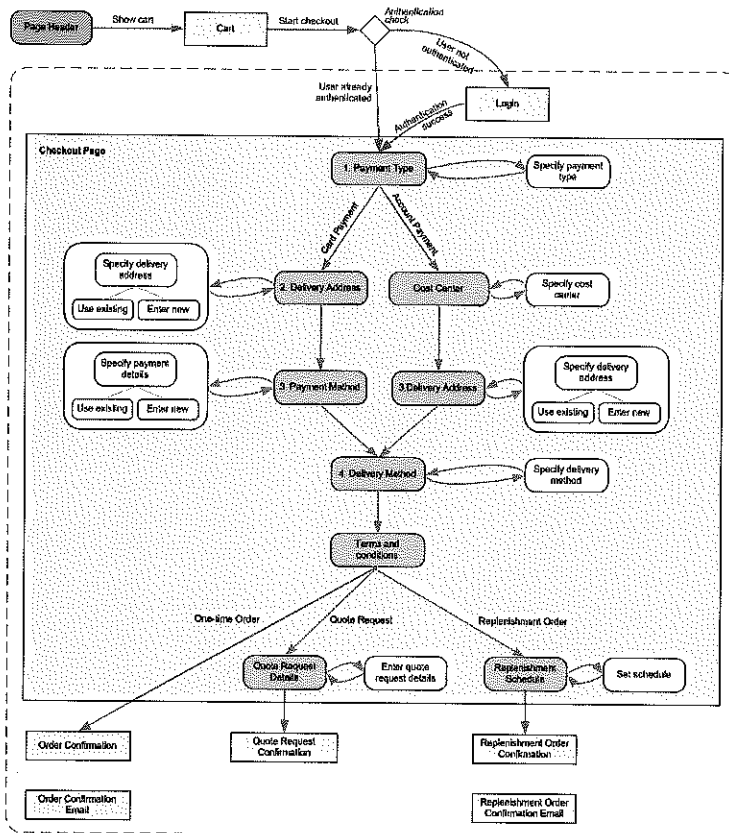 Page Header
Show cart
Cart
Start checkout
Authentication
check
User not
authenticated
User already
authenticated
Login
Authentication
success
Checkout Page
1. Payment Type
Specify payment
type
Card Payment
Account Payment
Specify delivery
address
Use existing
Enter new
2. Delivery Address
Cost Center
Specify cost
center
Specify payment
details
Use existing
Enter new
3. Payment Method
3.Delivery Address
Specify delivery
address
Use existing
Enter new
4. Delivery Method
Specify delivery
method
Terms and
conditions
One-time Order
Quote Request
Replenishment Order
Quote Request
Details
Enter quote
request details
Replenishment
Schedule
Set schedule
Order Confirmation
Quote Request
Confirmation
Replenishment Order
Confirmation
Order Confirmation
Email
Replenishment Order
Confirmation Email